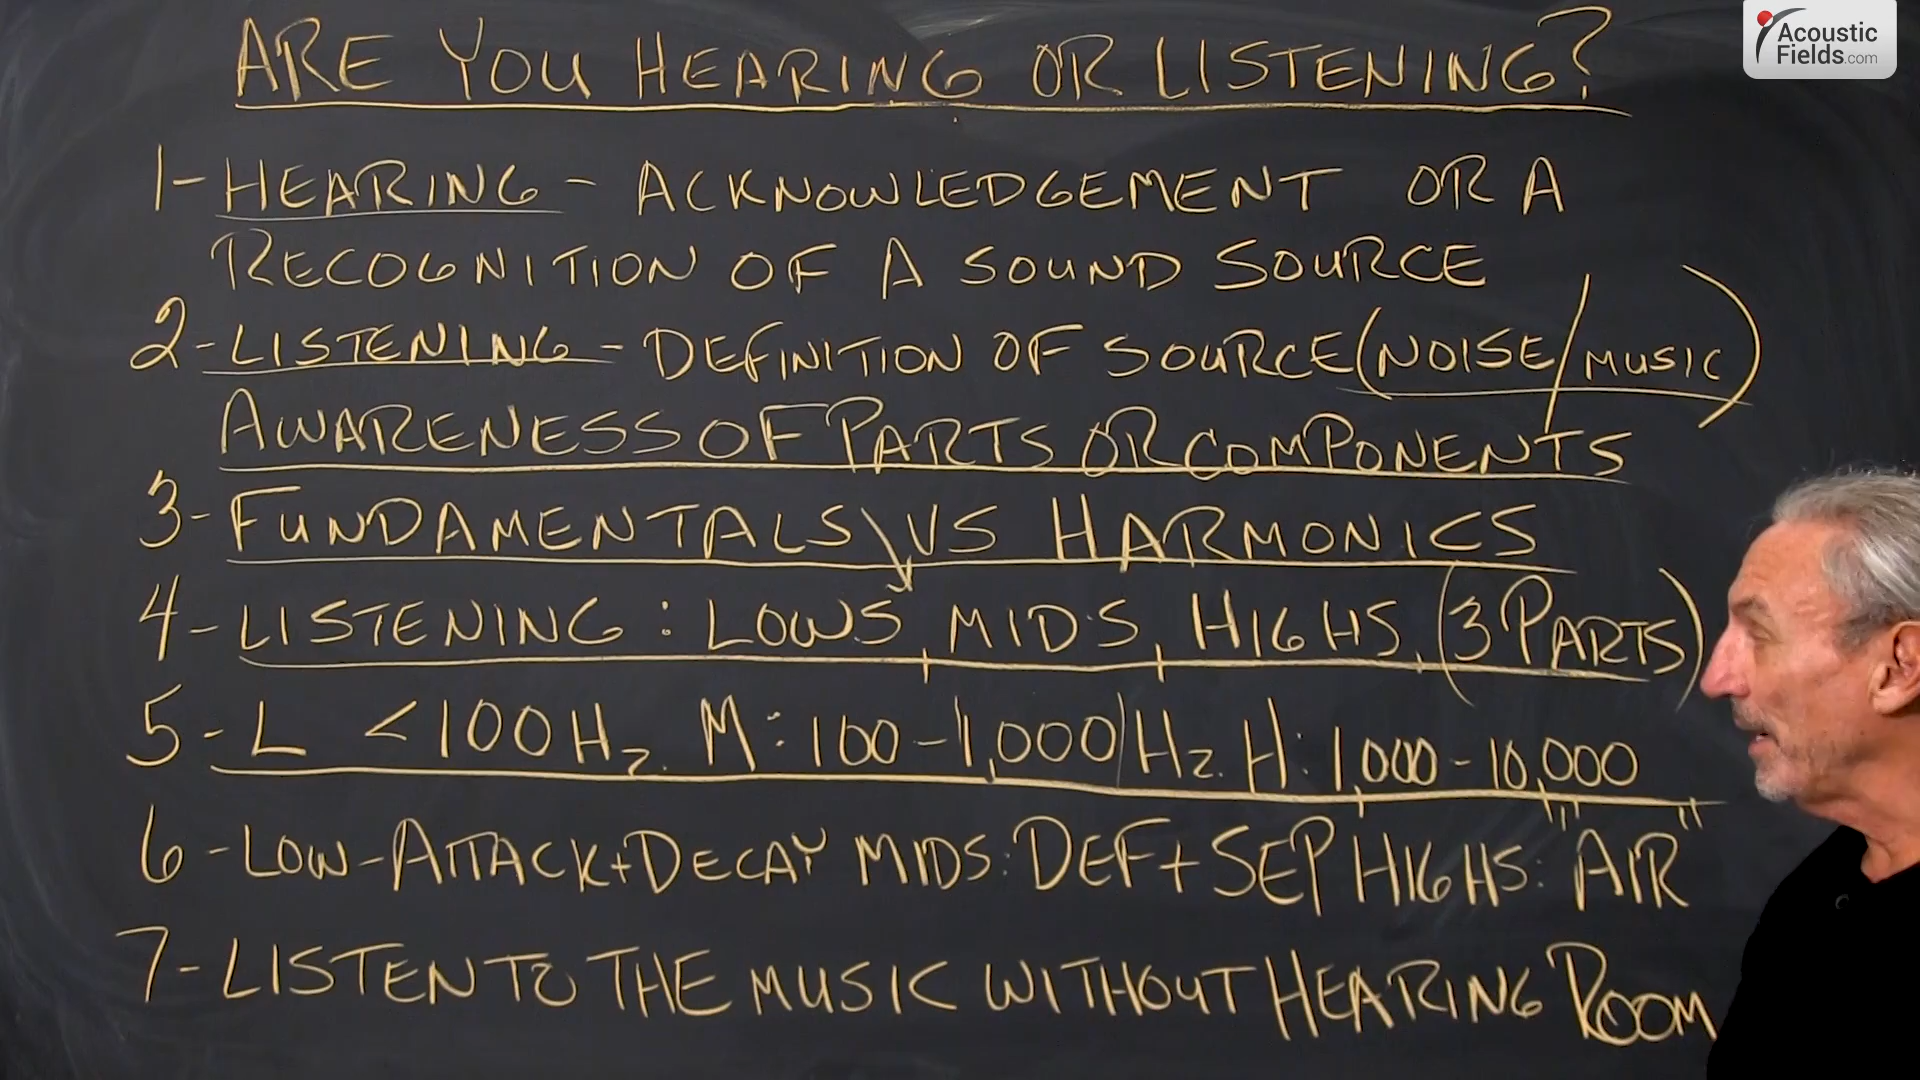 ARE YOU HEARING OR LISTENING?
Acoustic
Fields.com
1- HEARING - ACKNOWLEDGEMENT OR A
RECOGNITION OF A SOUND SOURCE
2- LISTENING - DEFINITION OF SOURCE (NOISE/MUSIC)
AWARENESS OF PARTS OR COMPONENTS
3- FUNDAMENTALS VS HARMONICS
4- LISTENING: LOWS, MIDS, HIGHS, (3 PARTS)
5- L <100Hz. M: 100-1,000 Hz. H: 1,000-10,000
6- LOW-ATTACK+DECAY MIDS: DEF+SEP HIGHS: "AIR"
7- LISTEN TO THE MUSIC WITHOUT HEARING ROOM